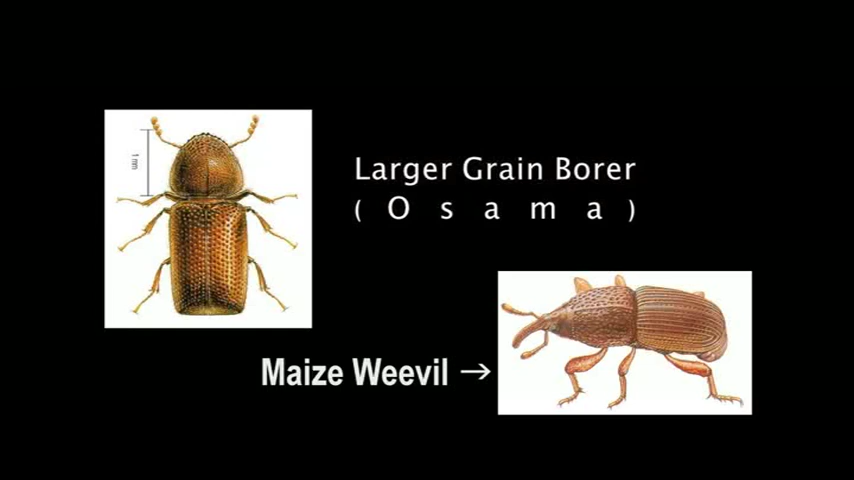 1 mm
Larger Grain Borer
( O s a m a )
Maize Weevil →